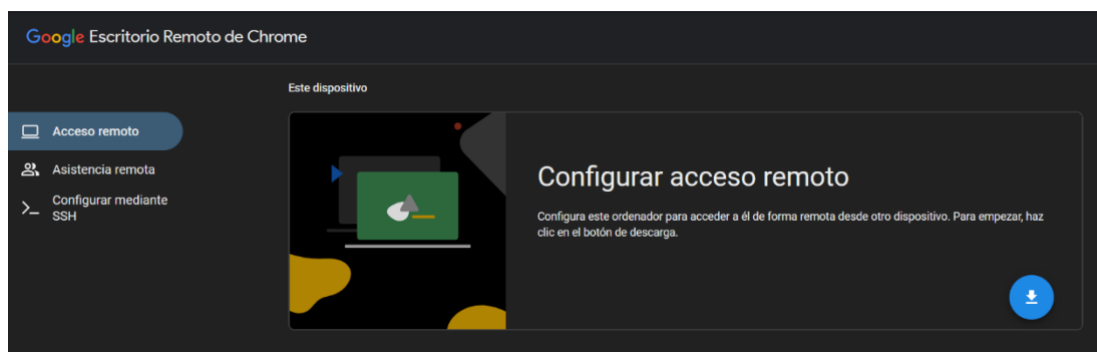 Google Escritorio Remoto de Chrome
Este dispositivo
Acceso remoto
Asistencia remota
Configurar mediante
SSH
Configurar acceso remoto
Configura este ordenador para acceder a él de forma remota desde otro dispositivo. Para empezar, haz
clic en el botón de descarga.